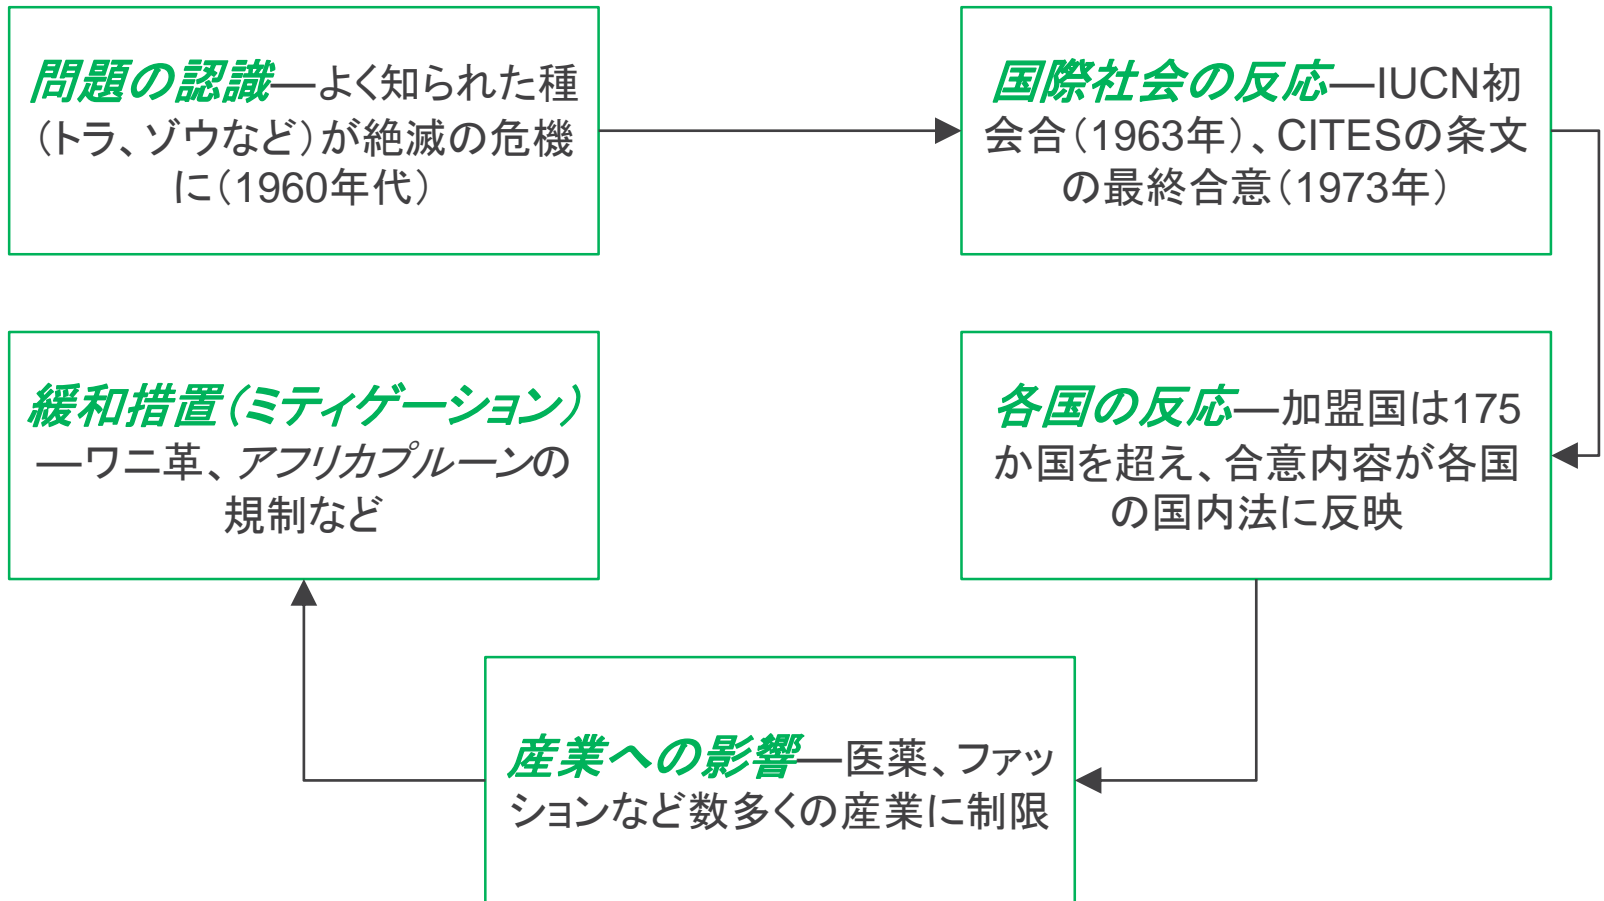 問題の認識—よく知られた種
（トラ、ゾウなど）が絶滅の危機
に（1960年代）
国際社会の反応—IUCN初
会合（1963年）、CITESの条文
の最終合意（1973年）
各国の反応—加盟国は175
か国を超え、合意内容が各国
の国内法に反映
産業への影響—医薬、ファッ
ションなど数多くの産業に制限
緩和措置（ミティゲーション）
—ワニ革、アフリカプルーンの
規制など